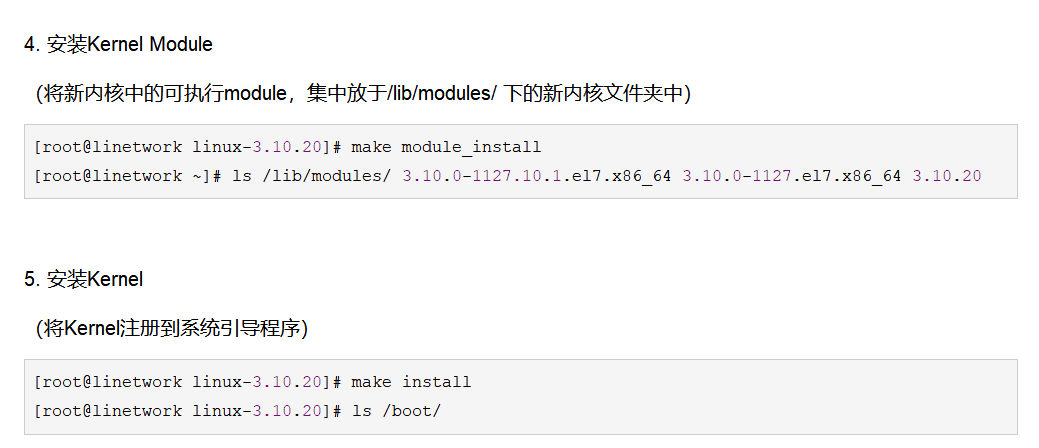 4. 安装Kernel Module
(将新内核中的可执行module，集中放于/lib/modules/ 下的新内核文件夹中)
[root@linetwork linux-3.10.20]# make module_install
[root@linetwork ~]# ls /lib/modules/ 3.10.0-1127.10.1.el7.x86_64 3.10.0-1127.el7.x86_64 3.10.20
5. 安装Kernel
(将Kernel注册到系统引导程序)
[root@linetwork linux-3.10.20]# make install
[root@linetwork linux-3.10.20]# ls /boot/